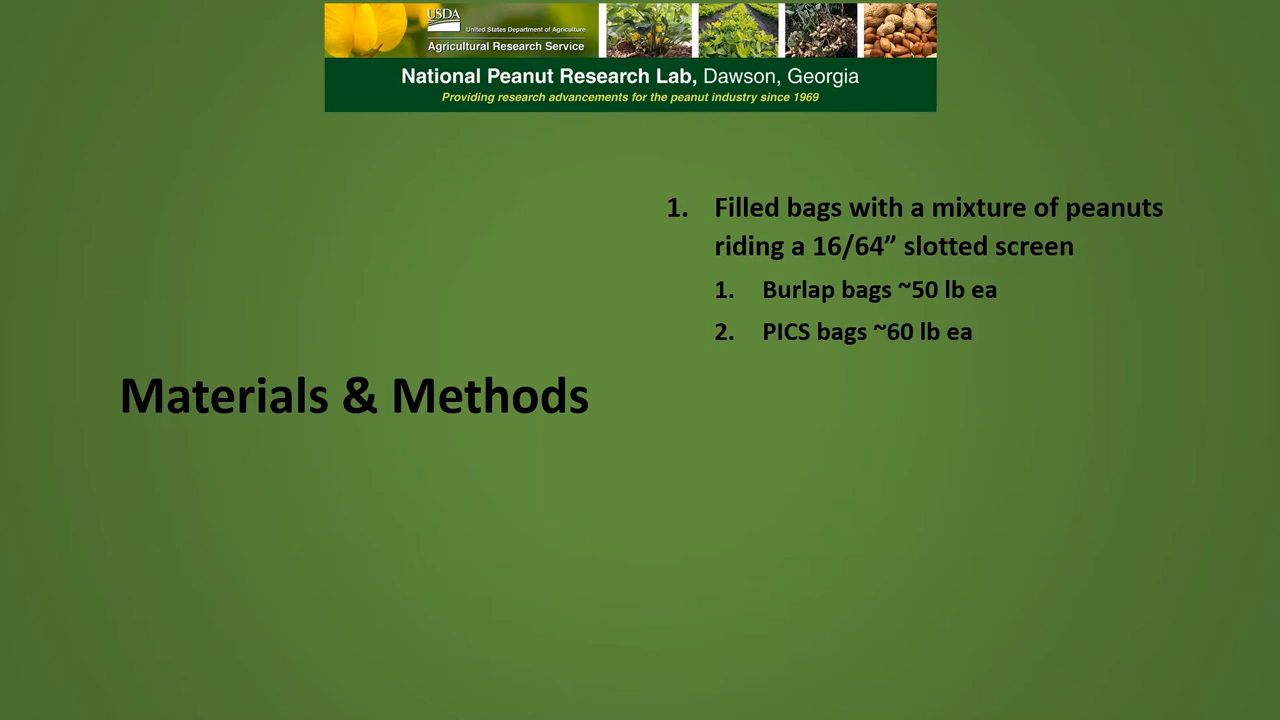 USDA
United States Department of Agriculture
Agricultural Research Service
National Peanut Research Lab, Dawson, Georgia
Providing research advancements for the peanut industry since 1969
1. Filled bags with a mixture of peanuts
riding a 16/64” slotted screen
1. Burlap bags ~50 lb ea
2. PICS bags ~60 lb ea
Materials & Methods